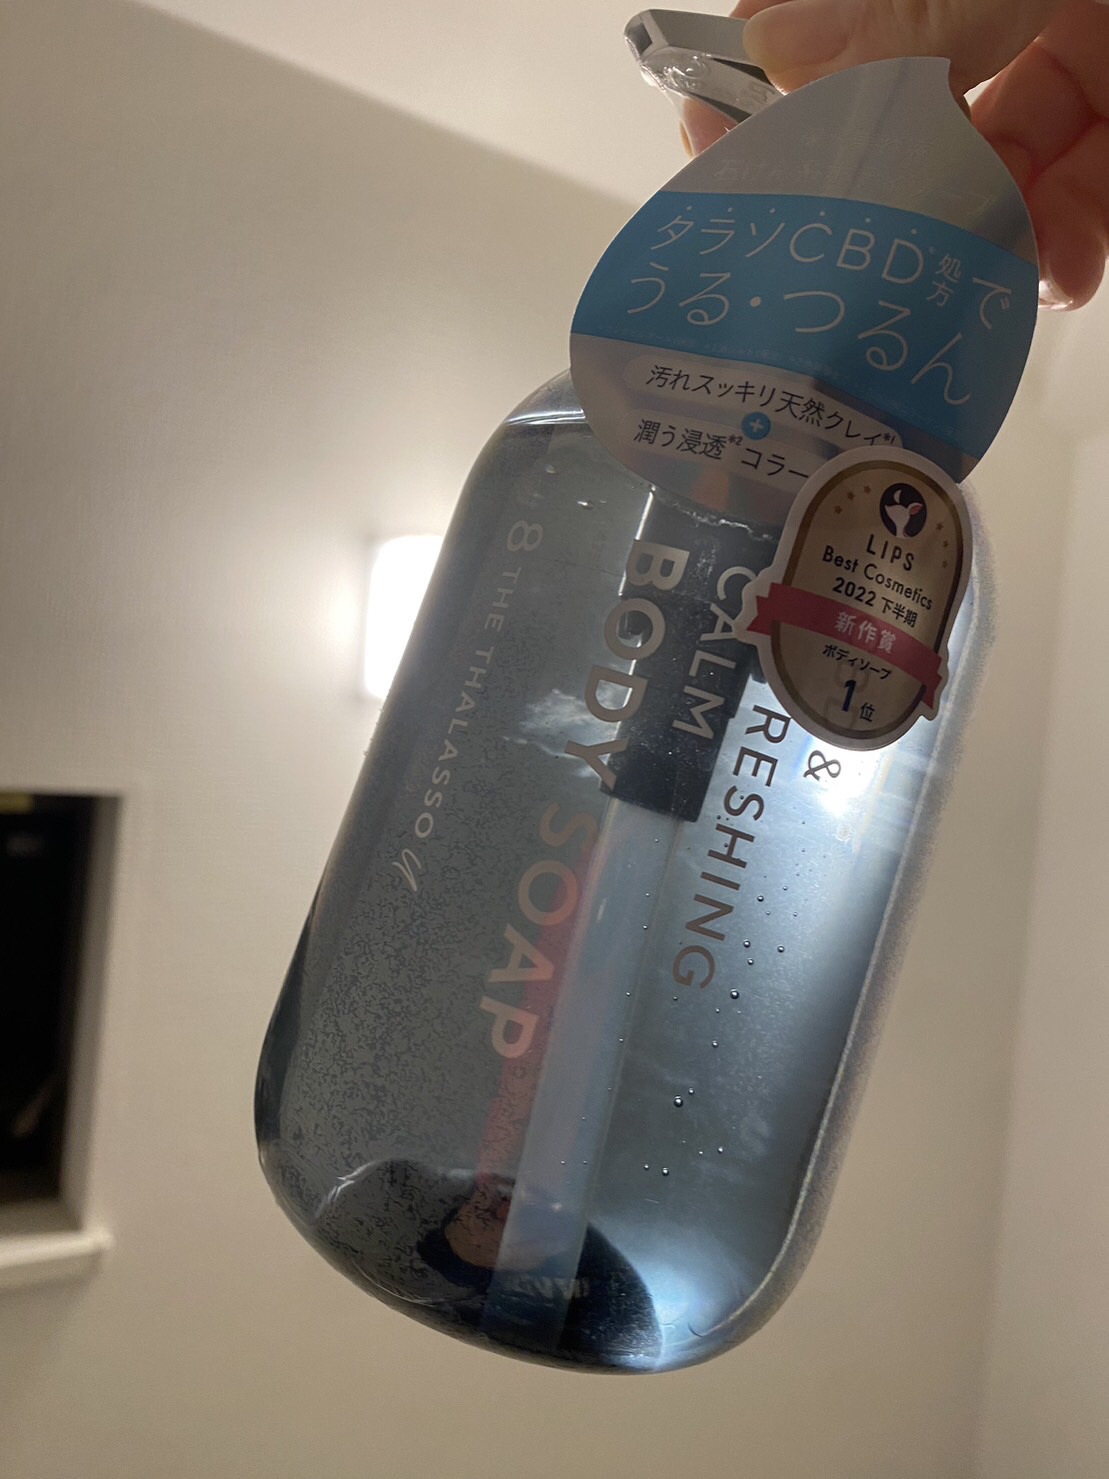 タラソCBD処方で
うる・つるん
汚れスッキリ天然クレイ※1
+
潤う浸透※2コラー
LIPS
Best Cosmetics
2022 下半期
新作賞
ボディソープ
1位
CALM
&
RESHING
BODY
SOAP
8 THE THALASSO u